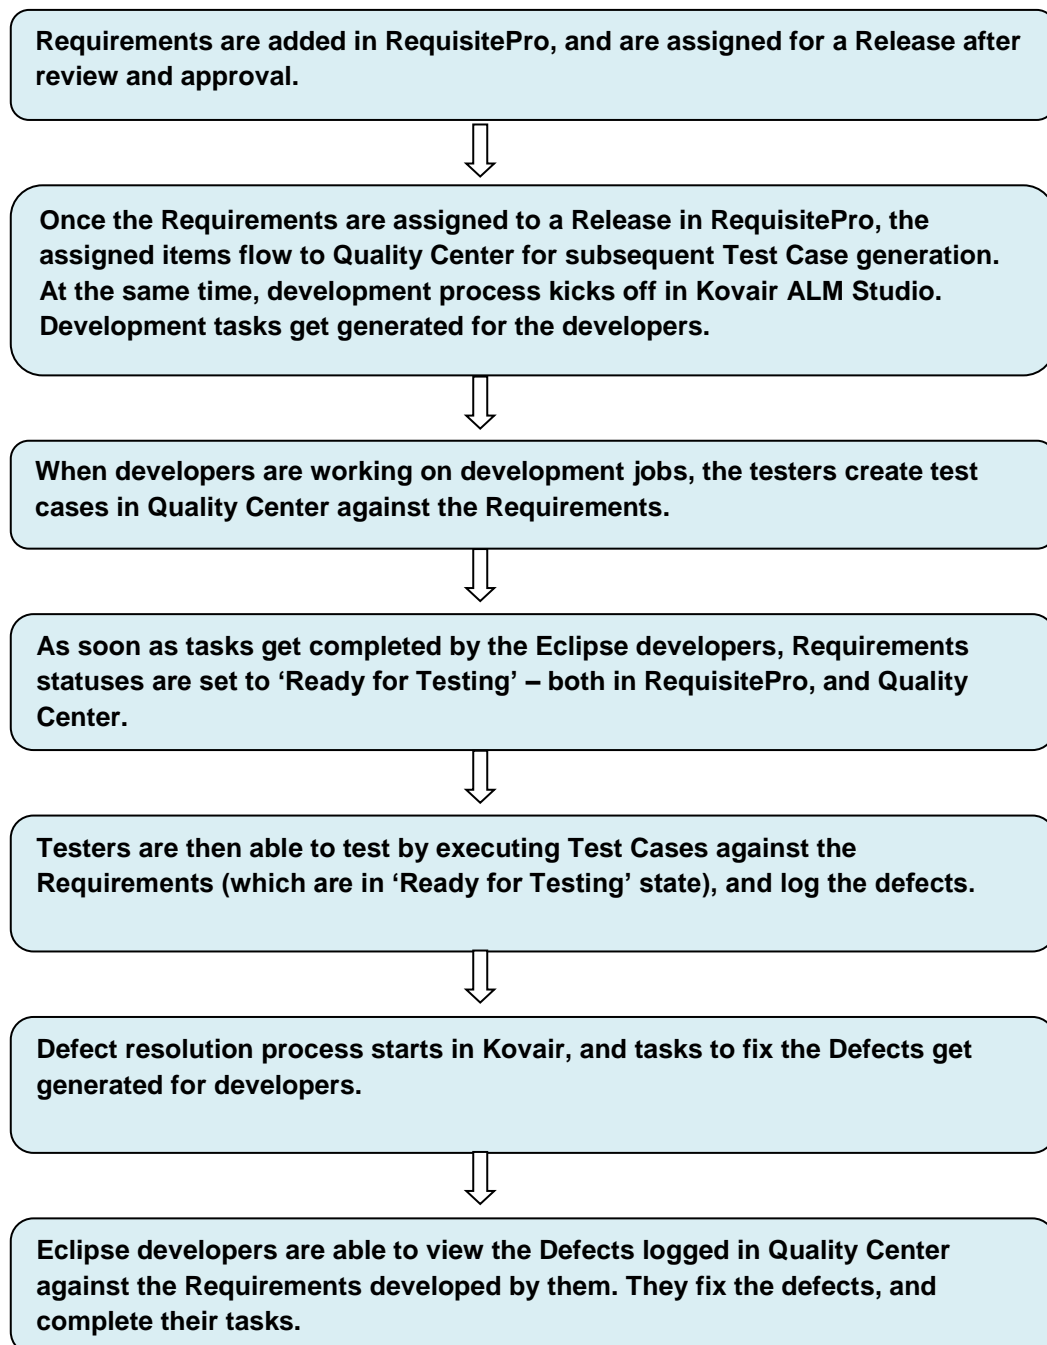 Requirements are added in RequisitePro, and are assigned for a Release after
review and approval.
Once the Requirements are assigned to a Release in RequisitePro, the
assigned items flow to Quality Center for subsequent Test Case generation.
At the same time, development process kicks off in Kovair ALM Studio.
Development tasks get generated for the developers.
When developers are working on development jobs, the testers create test
cases in Quality Center against the Requirements.
As soon as tasks get completed by the Eclipse developers, Requirements
statuses are set to ‘Ready for Testing’ – both in RequisitePro, and Quality
Center.
Testers are then able to test by executing Test Cases against the
Requirements (which are in ‘Ready for Testing’ state), and log the defects.
Defect resolution process starts in Kovair, and tasks to fix the Defects get
generated for developers.
Eclipse developers are able to view the Defects logged in Quality Center
against the Requirements developed by them. They fix the defects, and
complete their tasks.